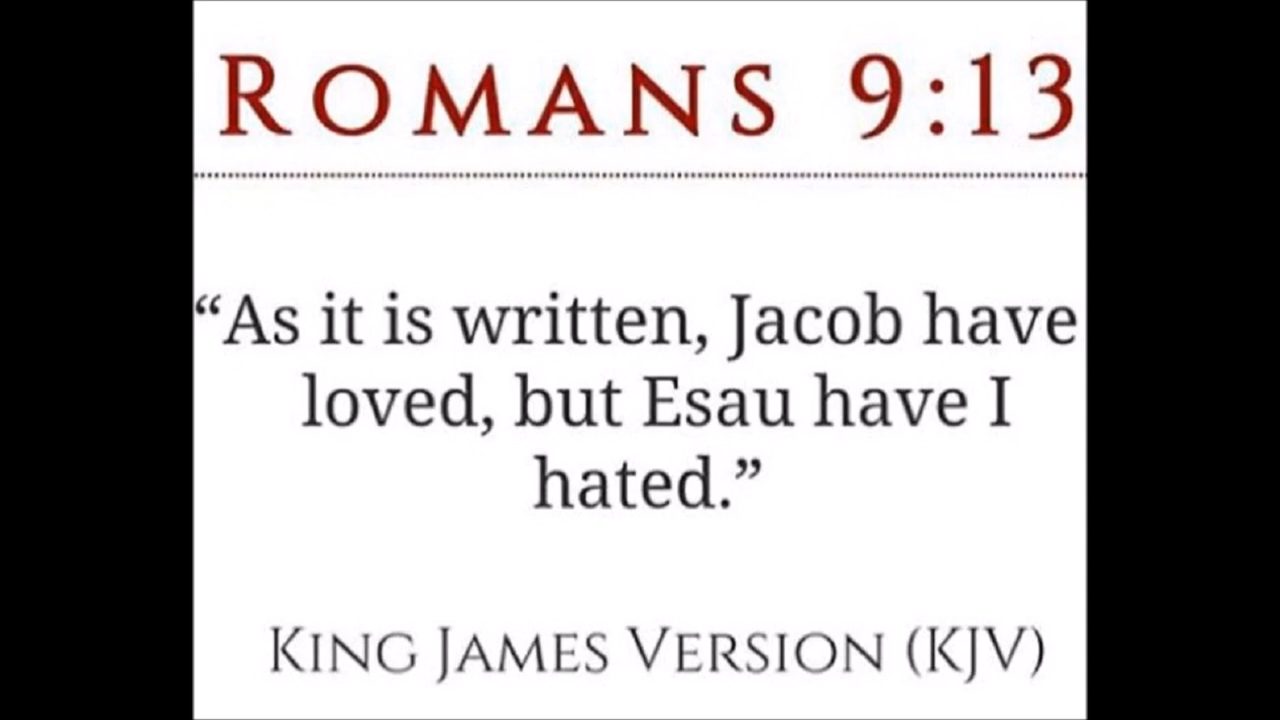 ROMANS 9:13
“As it is written, Jacob have
loved, but Esau have I
hated.”
KING JAMES VERSION (KJV)